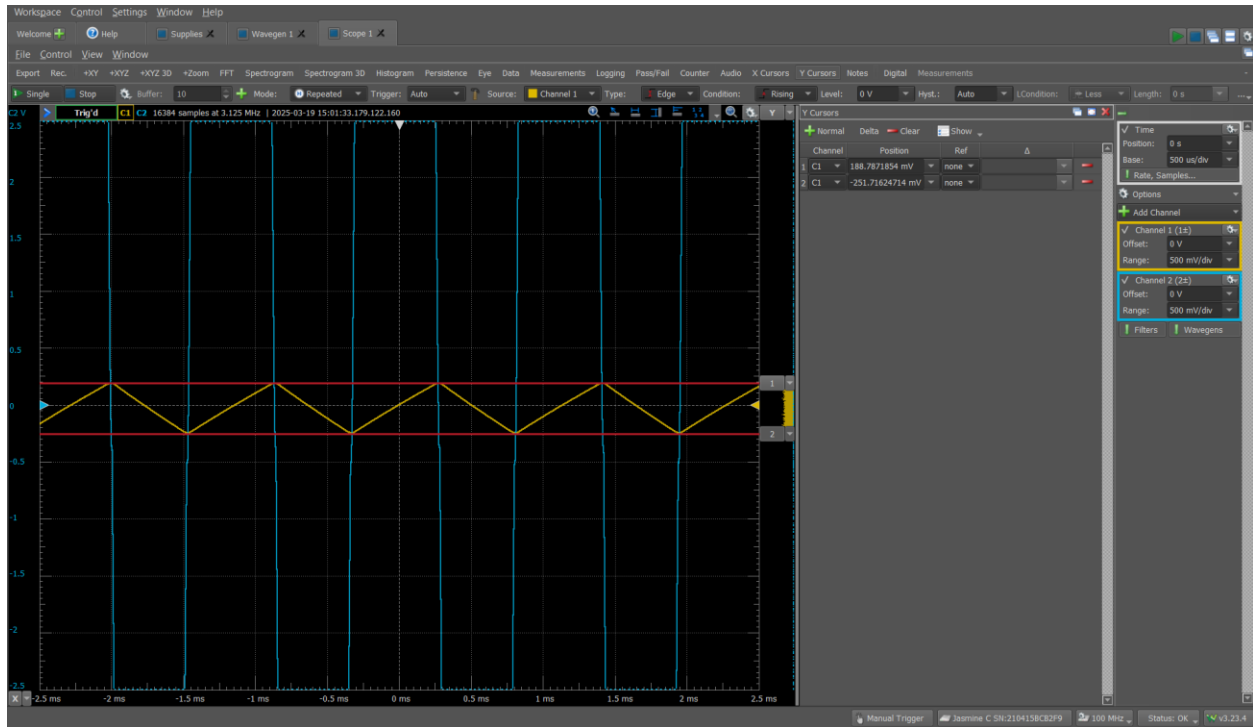 Workspace Control Settings Window Help
Welcome Help Supplies Wavegen 1 Scope 1
File Control View Window
Export Rec. +XY +XYZ +XYZ 3D +Zoom FFT Spectrogram Spectrogram 3D Histogram Persistence Eye Data Measurements Logging Pass/Fail Counter Audio X Cursors Y Cursors Notes Digital Measurements
Single Stop Buffer: 10 Mode: Repeated Trigger: Auto Source: Channel 1 Type: Edge Condition: Rising Level: 0 V Hyst.: Auto LCondition: Less Length: 0 s
C2 V Trig'd C1 C2 16384 samples at 3.125 MHz | 2025-03-19 15:01:33.179.122.160 Y
2.5
2
1.5
1
0.5
0
-0.5
-1
-1.5
-2
-2.5
1
2
X -2.5 ms -2 ms -1.5 ms -1 ms -0.5 ms 0 ms 0.5 ms 1 ms 1.5 ms 2 ms 2.5 ms
Y Cursors
Normal Delta Clear Show
Channel Position Ref Δ
1 C1 188.7871854 mV none
2 C1 -251.71624714 mV none
Time
Position: 0 s
Base: 500 us/div
Rate, Samples...
Options
Add Channel
Channel 1 (1±)
Offset: 0 V
Range: 500 mV/div
Channel 2 (2±)
Offset: 0 V
Range: 500 mV/div
Filters Wavegens
Manual Trigger Jasmine C SN:210415BCB2F9 100 MHz Status: OK v3.23.4